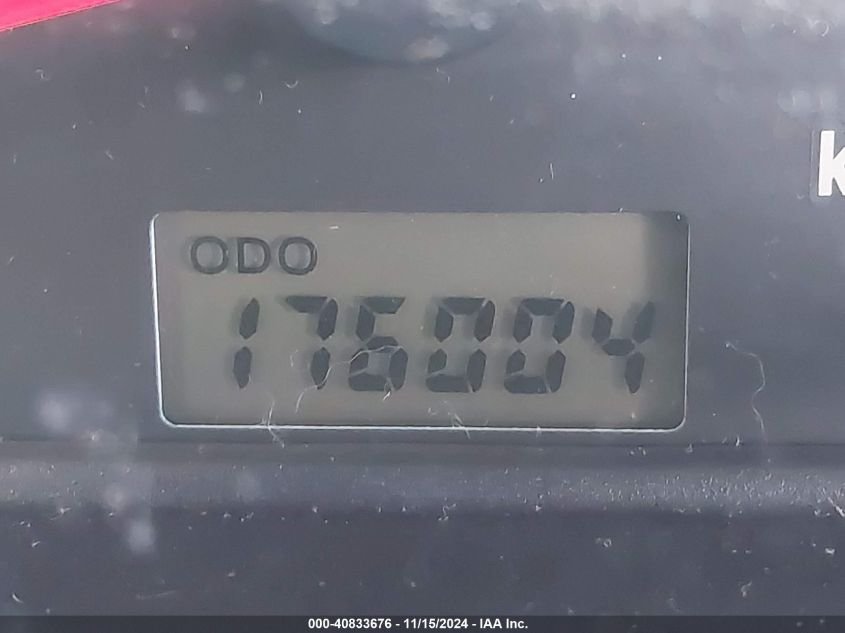 k
ODO
176004
000-40833676 - 11/15/2024 - IAA Inc.